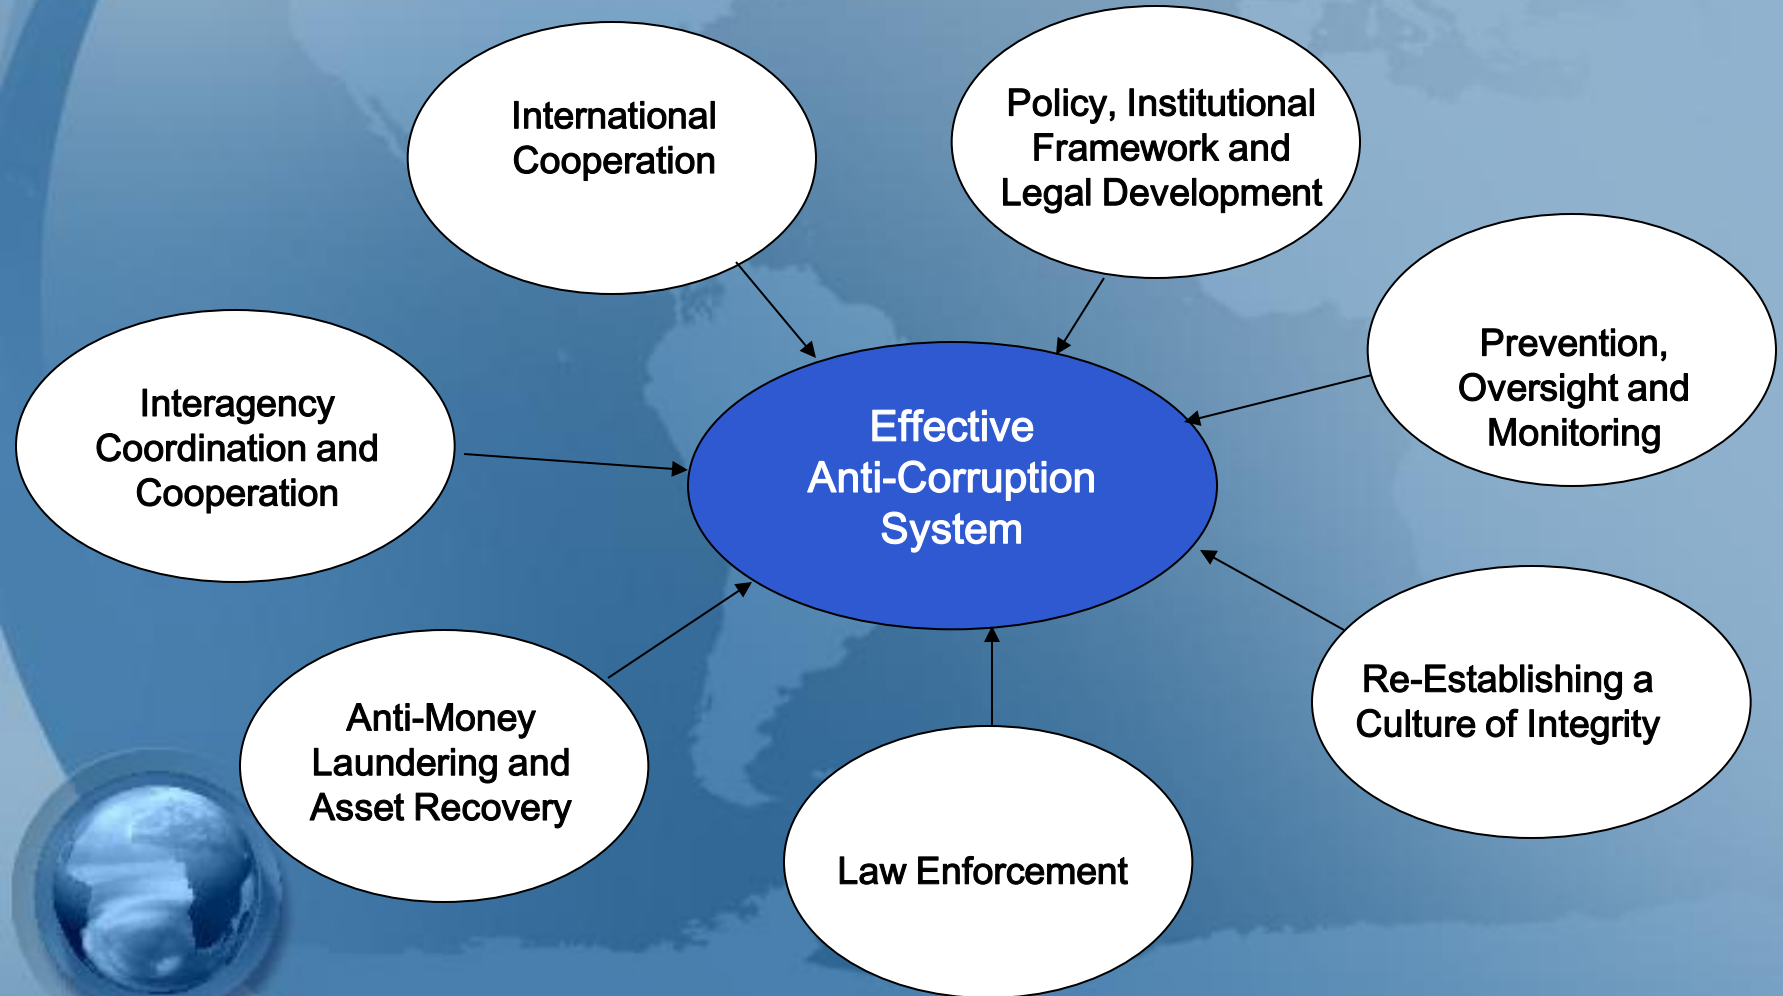 International
Cooperation
Policy, Institutional
Framework and
Legal Development
Prevention,
Oversight and
Monitoring
Interagency
Coordination and
Cooperation
Effective
Anti-Corruption
System
Re-Establishing a
Culture of Integrity
Anti-Money
Laundering and
Asset Recovery
Law Enforcement